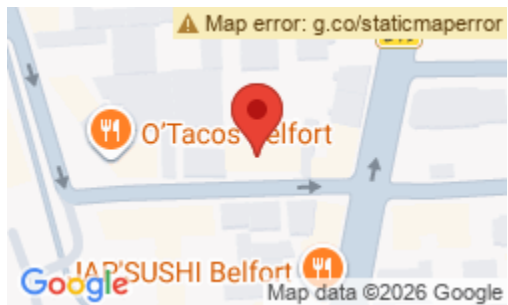 Map error: g.co/staticmaperror
O'Tacos Belfort
JAP'SUSHI Belfort
Google
Map data ©2026 Google